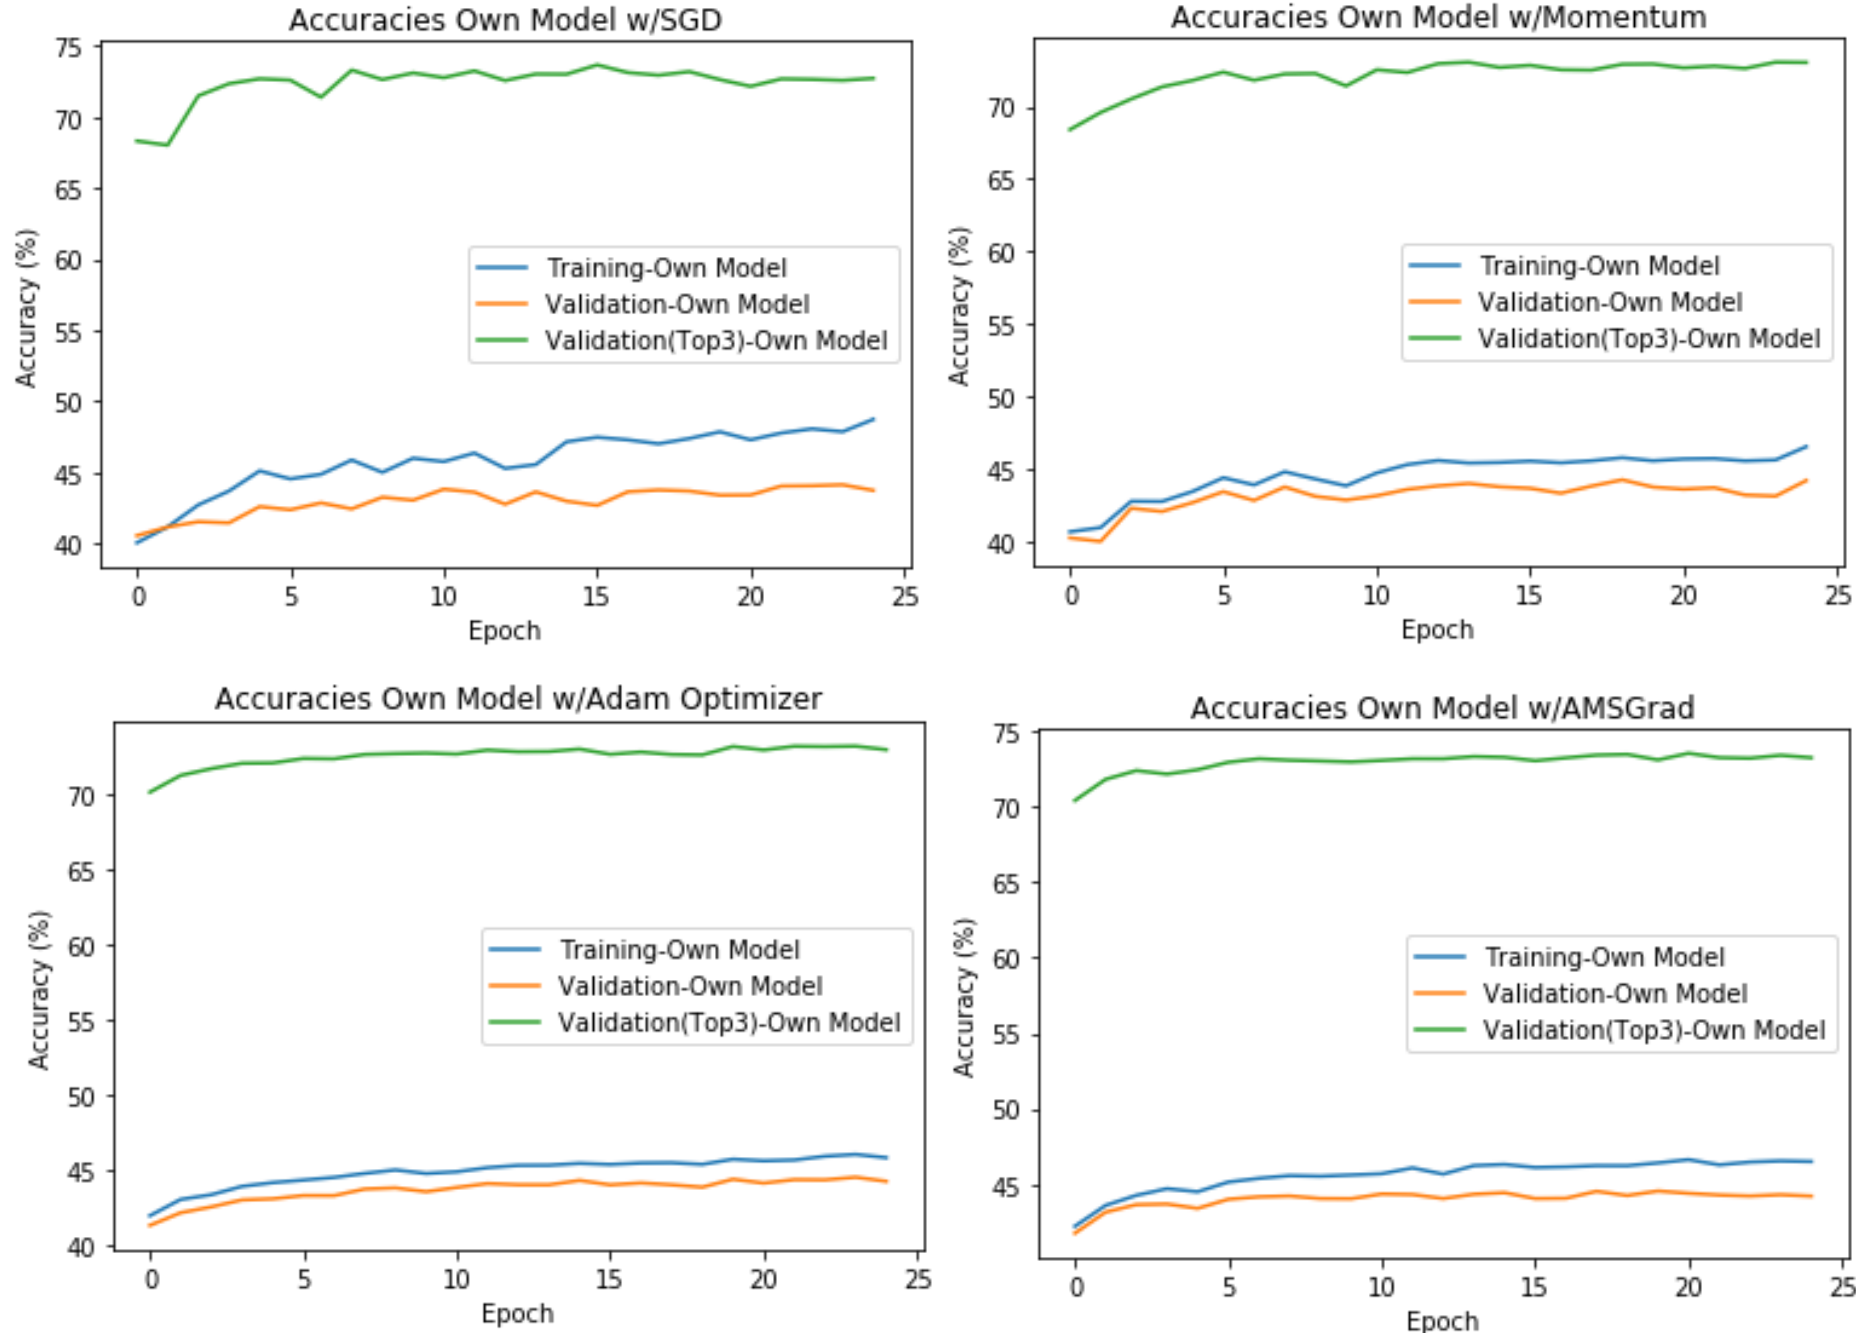 Accuracies Own Model w/SGD
75
70
65
60
55
50
45
40
Accuracy (%)
Training-Own Model
Validation-Own Model
Validation(Top3)-Own Model
0 5 10 15 20 25
Epoch
Accuracies Own Model w/Momentum
70
65
60
55
50
45
40
Accuracy (%)
Training-Own Model
Validation-Own Model
Validation(Top3)-Own Model
0 5 10 15 20 25
Epoch
Accuracies Own Model w/Adam Optimizer
70
65
60
55
50
45
40
Accuracy (%)
Training-Own Model
Validation-Own Model
Validation(Top3)-Own Model
0 5 10 15 20 25
Epoch
Accuracies Own Model w/AMSGrad
75
70
65
60
55
50
45
Accuracy (%)
Training-Own Model
Validation-Own Model
Validation(Top3)-Own Model
0 5 10 15 20 25
Epoch